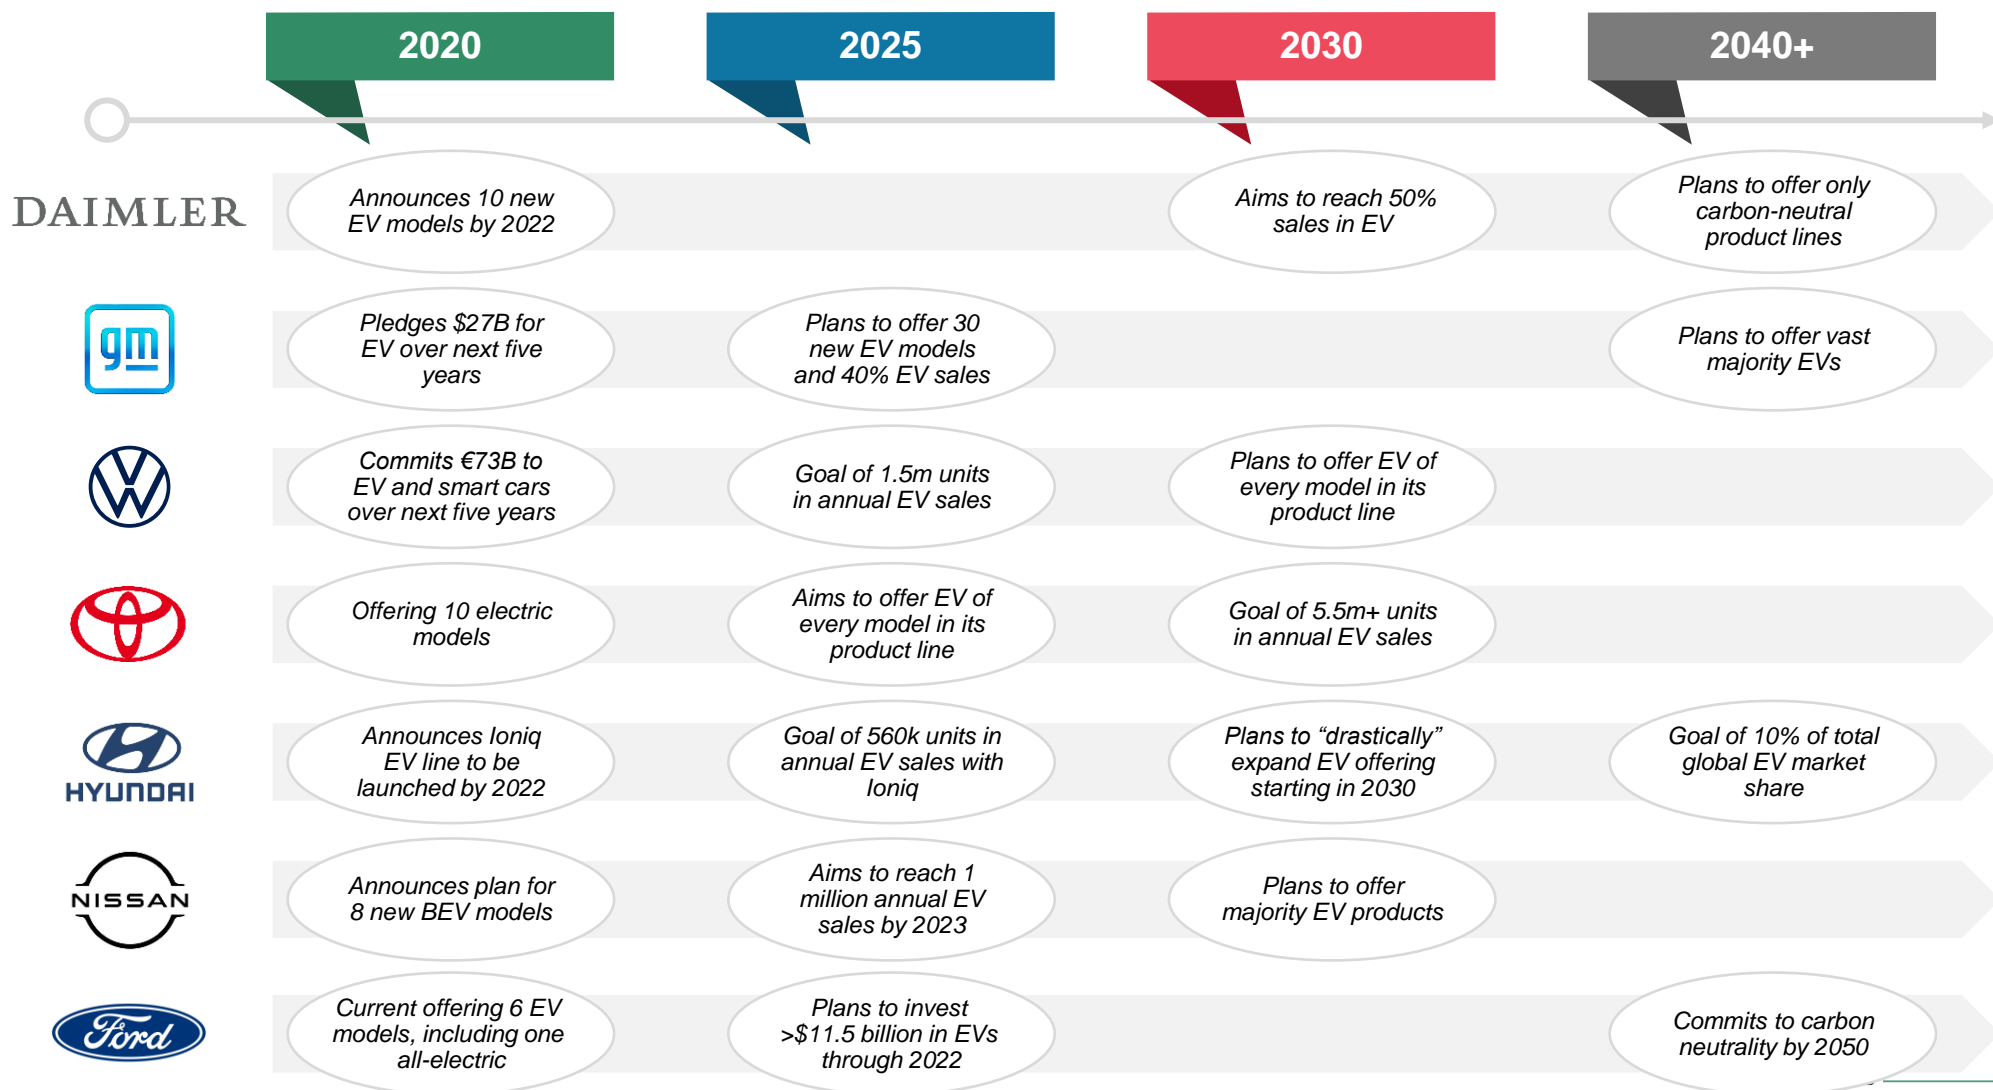 2020
2025
2030
2040+
DAIMLER
Announces 10 new
EV models by 2022
Aims to reach 50%
sales in EV
Plans to offer only
carbon-neutral
product lines
gm
Pledges $27B for
EV over next five
years
Plans to offer 30
new EV models
and 40% EV sales
Plans to offer vast
majority EVs
Commits €73B to
EV and smart cars
over next five years
Goal of 1.5m units
in annual EV sales
Plans to offer EV of
every model in its
product line
Offering 10 electric
models
Aims to offer EV of
every model in its
product line
Goal of 5.5m+ units
in annual EV sales
HYUNDAI
Announces Ioniq
EV line to be
launched by 2022
Goal of 560k units in
annual EV sales with
Ioniq
Plans to “drastically”
expand EV offering
starting in 2030
Goal of 10% of total
global EV market
share
NISSAN
Announces plan for
8 new BEV models
Aims to reach 1
million annual EV
sales by 2023
Plans to offer
majority EV products
Ford
Current offering 6 EV
models, including one
all-electric
Plans to invest
>$11.5 billion in EVs
through 2022
Commits to carbon
neutrality by 2050